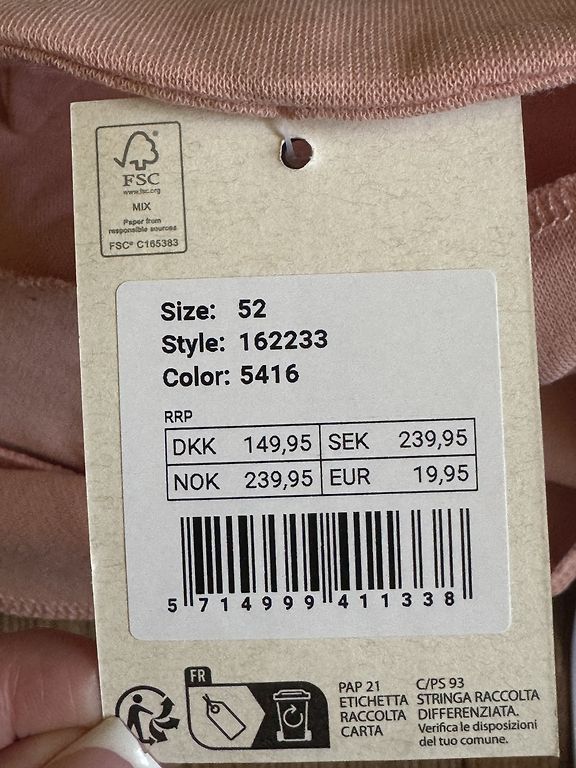 FSC
www.fsc.org
MIX
Paper from
responsible sources
FSC® C165383
Size: 52
Style: 162233
Color: 5416
RRP
DKK 149,95 SEK 239,95
NOK 239,95 EUR 19,95
5 714999 411338
FR
PAP 21
ETICHETTA
RACCOLTA
CARTA
C/PS 93
STRINGA RACCOLTA
DIFFERENZIATA.
Verifica le disposizioni
del tuo comune.